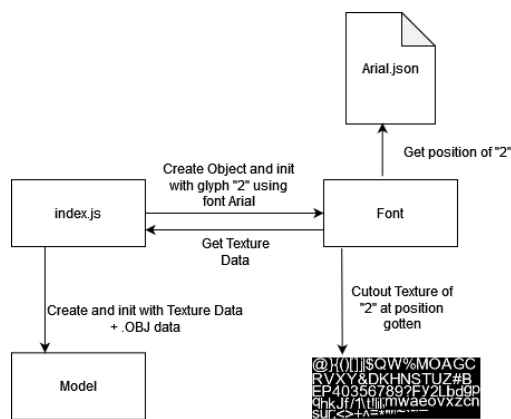 Arial.json
Get position of "2"
Create Object and init
with glyph "2" using
font Arial
index.js
Font
Get Texture
Data
Cutout Texture of
"2" at position
gotten
Create and init with Texture Data
+ .OBJ data
Model
@}{()[]j|$QW%MOAGC
RVXY&DKHNSTUZ#B
EP40356789?Fy2Lbdgp